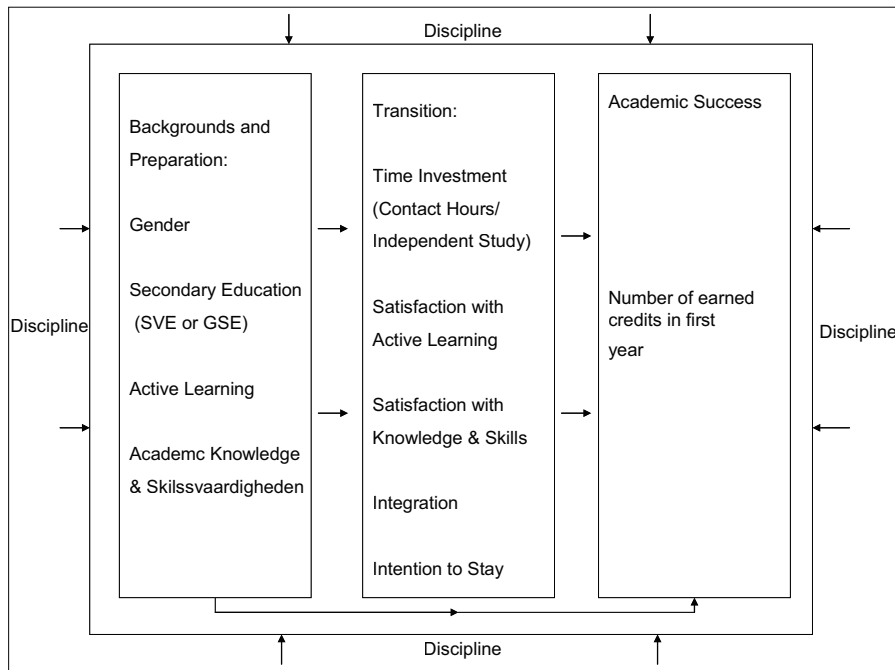 Discipline
Backgrounds and
Preparation:
Gender
Secondary Education
(SVE or GSE)
Active Learning
Academc Knowledge
& Skilssvaardigheden
Transition:
Time Investment
(Contact Hours/
Independent Study)
Satisfaction with
Active Learning
Satisfaction with
Knowledge & Skills
Integration
Intention to Stay
Academic Success
Number of earned
credits in first
year
Discipline
Discipline
Discipline